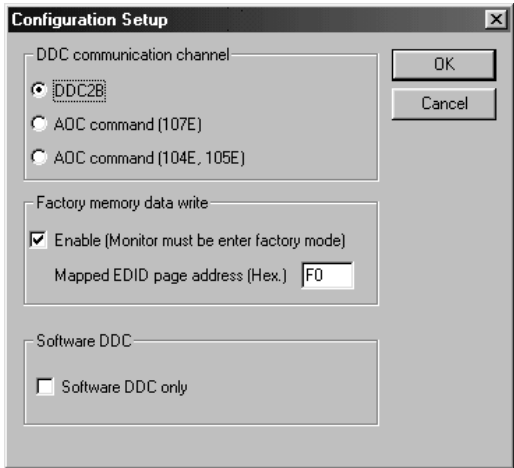 Configuration Setup
DDC communication channel
DDC2B
AOC command (107E)
AOC command (104E, 105E)
OK
Cancel
Factory memory data write
Enable (Monitor must be enter factory mode)
Mapped EDID page address (Hex.) F0
Software DDC
Software DDC only